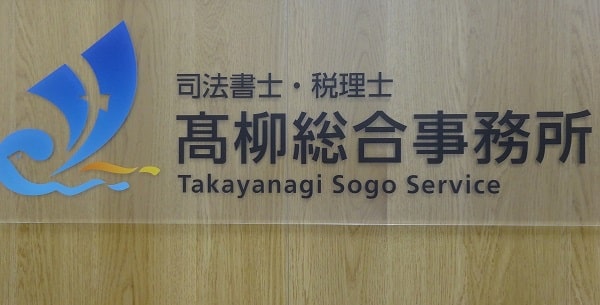 司法書士・税理士
髙柳総合事務所
Takayanagi Sogo Service